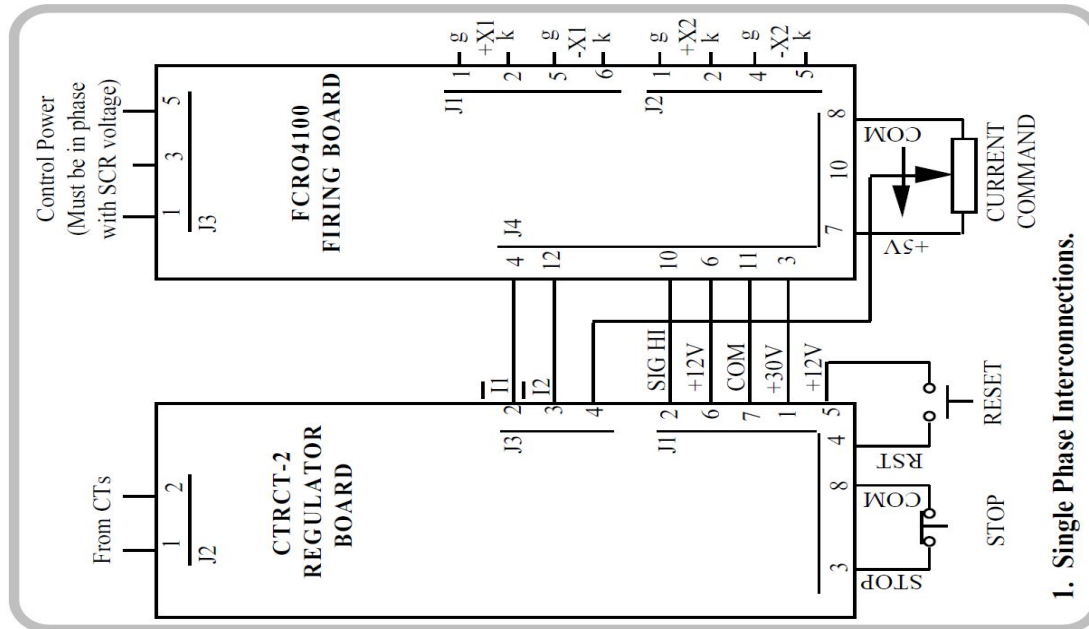 From CTs
1 2
J2
CTRCT-2
REGULATOR
BOARD
J3
2
3
4
I1
I2
J1
2
6
7
1
5
SIG HI
+12V
COM
+30V
+12V
3 8 4
STOP
COM
RST
STOP
RESET
Control Power
(Must be in phase
with SCR voltage)
1 3 5
J3
FCRO4100
FIRING BOARD
J4
4
12
10
6
11
3
J1
1 g
+X1
2 k
5 g
-X1
6 k
J2
1 g
+X2
2 k
4 g
-X2
5 k
7 10 8
+5V
COM
CURRENT
COMMAND
1. Single Phase Interconnections.